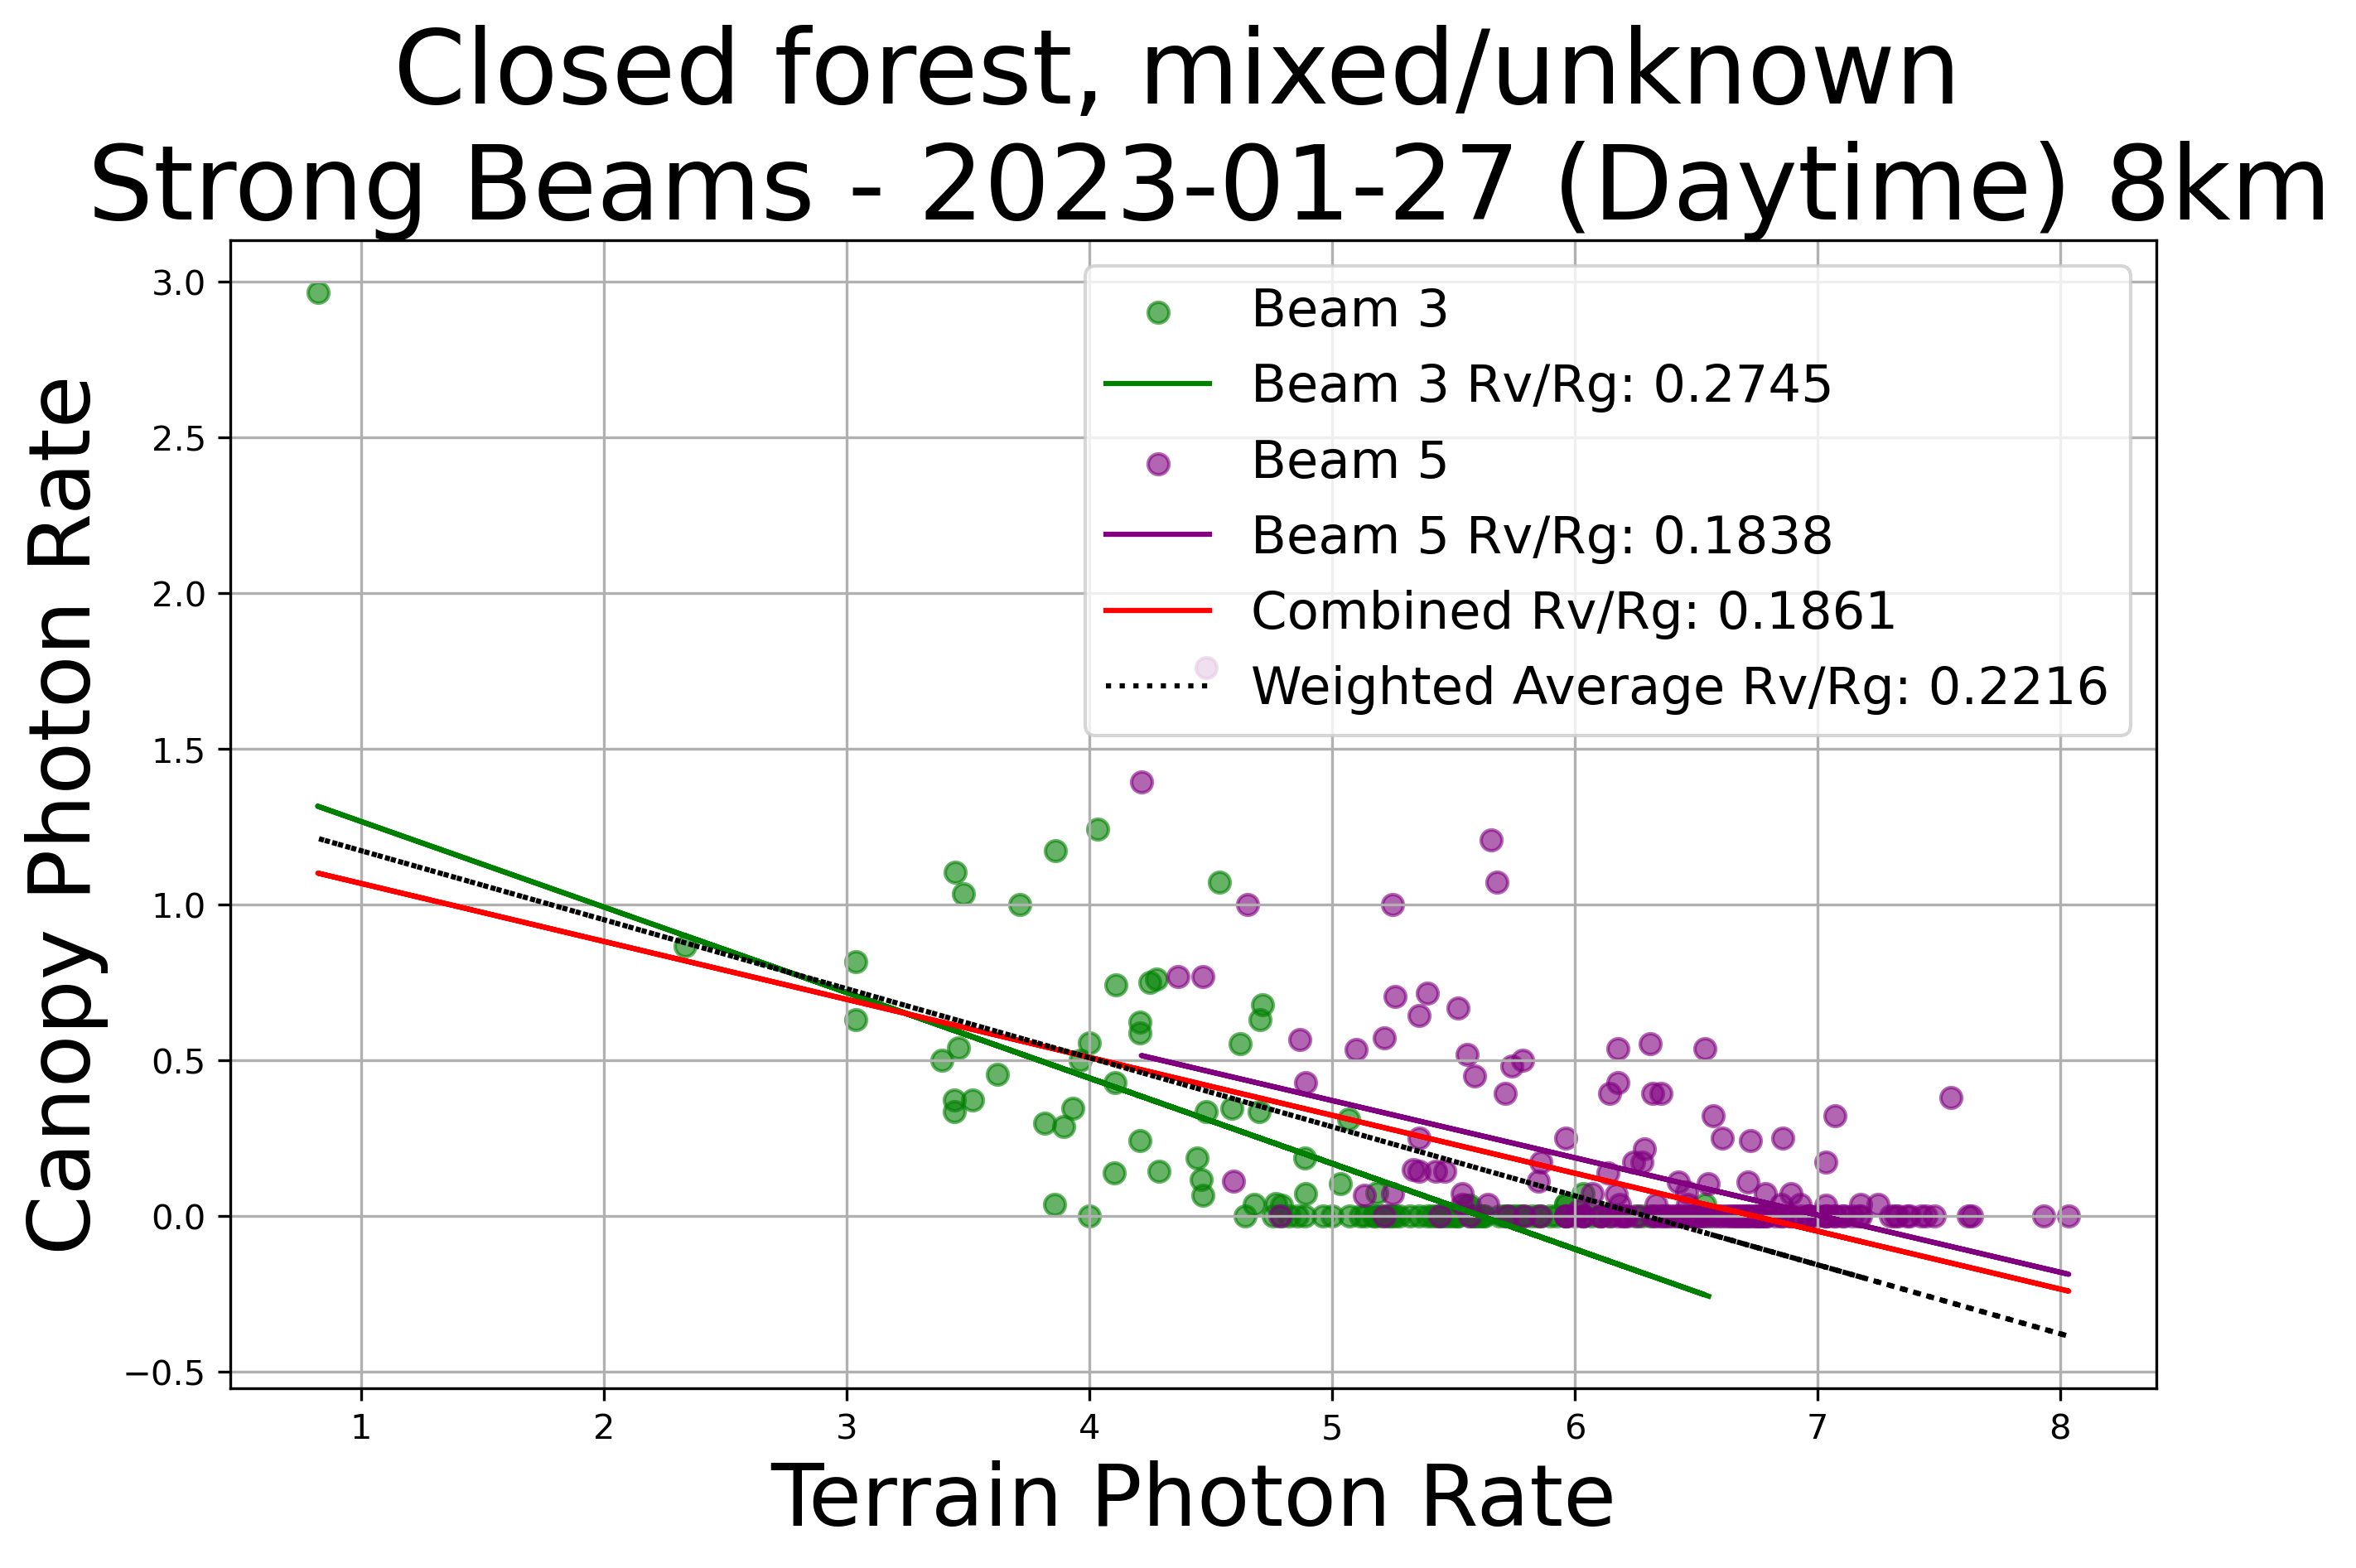 Closed forest, mixed/unknown
Strong Beams - 2023-01-27 (Daytime) 8km
Canopy Photon Rate
3.0
2.5
2.0
1.5
1.0
0.5
0.0
−0.5
Beam 3
Beam 3 Rv/Rg: 0.2745
Beam 5
Beam 5 Rv/Rg: 0.1838
Combined Rv/Rg: 0.1861
Weighted Average Rv/Rg: 0.2216
1 2 3 4 5 6 7 8
Terrain Photon Rate